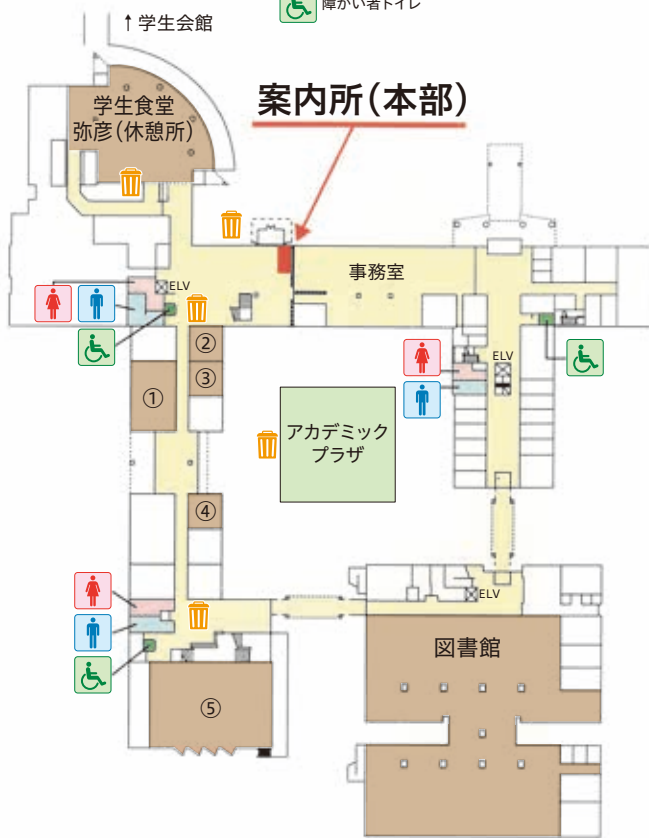 障がい者トイレ
↑学生会館
学生食堂
弥彦(休憩所)
案内所(本部)
事務室
ELV
②
③
①
ELV
アカデミック
プラザ
④
ELV
図書館
⑤